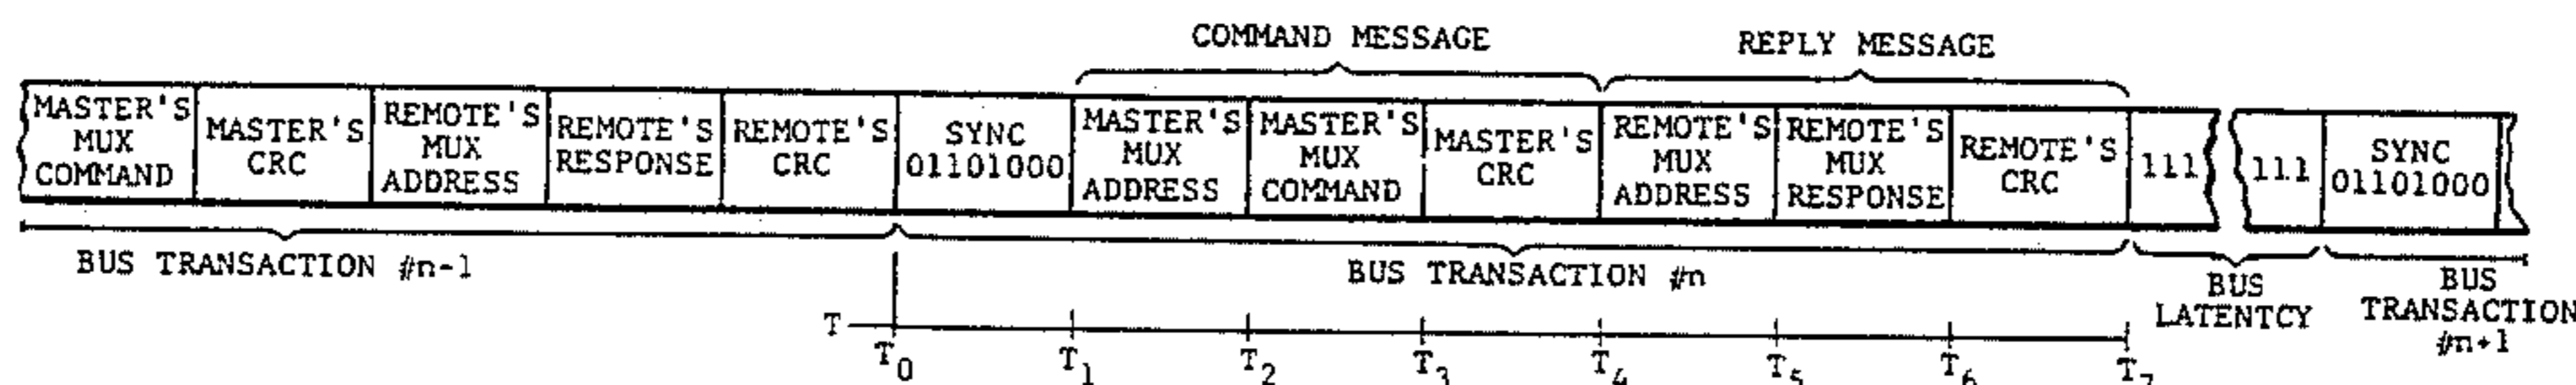 COMMAND MESSAGE
REPLY MESSAGE
MASTER'S
MUX
COMMAND
MASTER'S
CRC
REMOTE'S
MUX
ADDRESS
REMOTE'S
RESPONSE
REMOTE'S
CRC
SYNC
01101000
MASTER'S
MUX
ADDRESS
MASTER'S
MUX
COMMAND
MASTER'S
CRC
REMOTE'S
MUX
ADDRESS
REMOTE'S
MUX
RESPONSE
REMOTE'S
CRC
111
111
SYNC
01101000
BUS TRANSACTION #n-1
BUS TRANSACTION #n
BUS
LATENTCY
BUS
TRANSACTION
#n+1
T
T0
T1
T2
T3
T4
T5
T6
T7